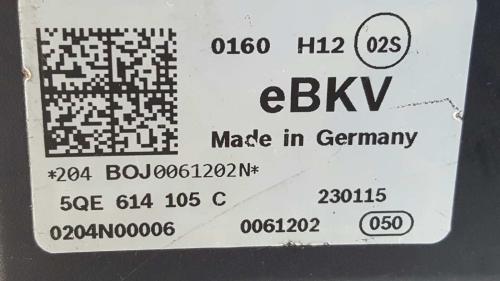 0160 H12 02S
eBKV
Made in Germany
*204 BOJ0061202N*
5QE 614 105 C 230115
0204N00006 0061202 050